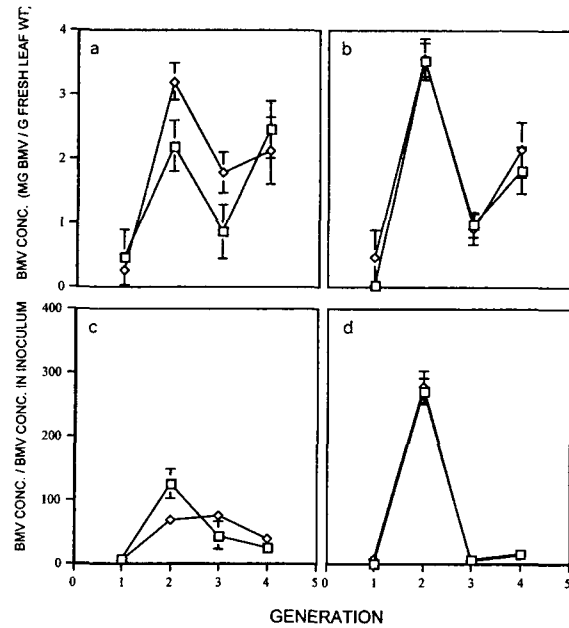 BMV CONC. (MG BMV / G FRESH LEAF WT,
4
3
2
1
0
a
b
BMV CONC. / BMV CONC. IN INOCULUM
400
300
200
100
0
c
d
0 1 2 3 4 5
0 1 2 3 4 5
GENERATION